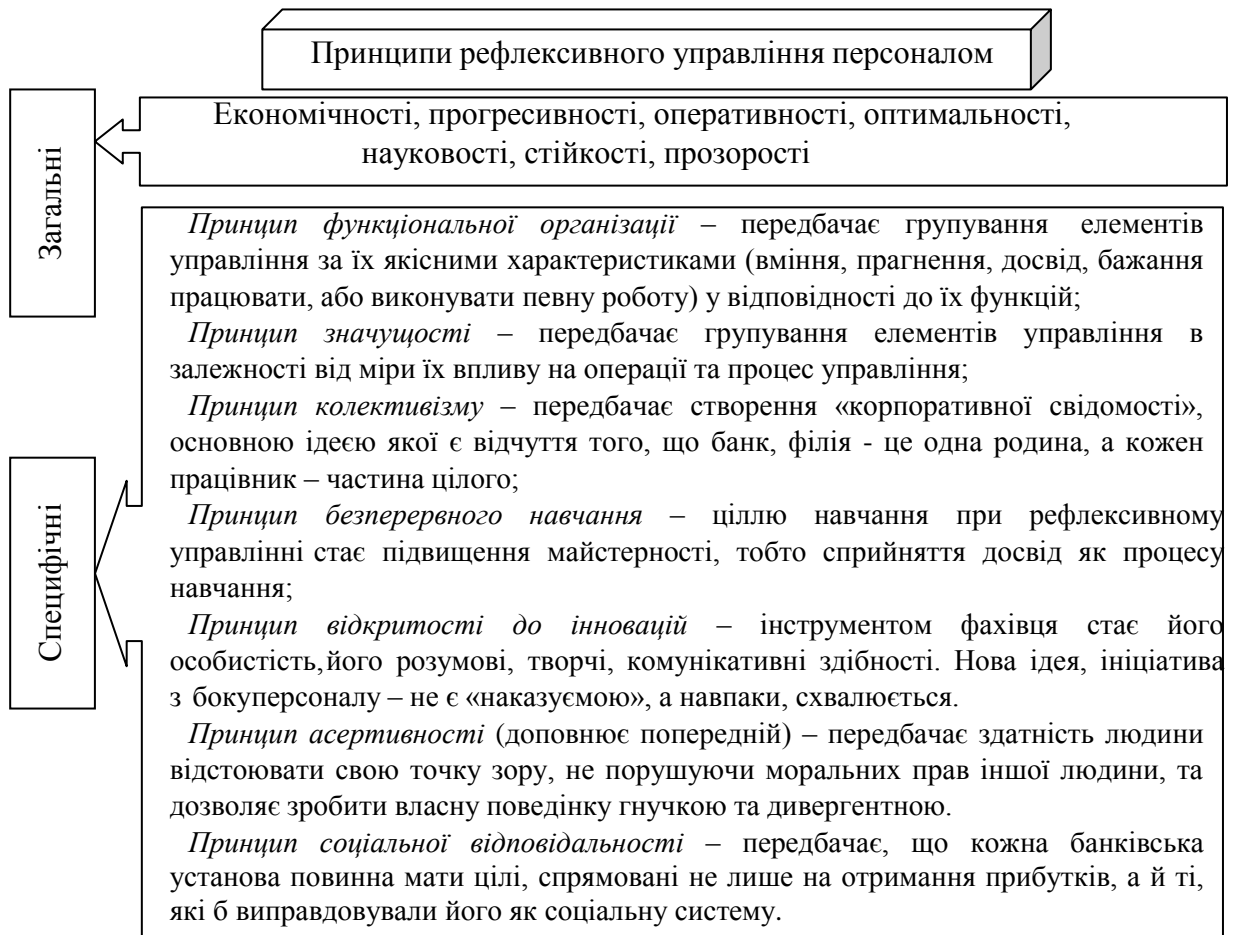 Принципи рефлексивного управління персоналом
Загальні
Економічності, прогресивності, оперативності, оптимальності,
науковості, стійкості, прозорості
Специфічні
Принцип функціональної організації – передбачає групування елементів
управління за їх якісними характеристиками (вміння, прагнення, досвід, бажання
працювати, або виконувати певну роботу) у відповідності до їх функцій;
Принцип значущості – передбачає групування елементів управління в
залежності від міри їх впливу на операції та процес управління;
Принцип колективізму – передбачає створення «корпоративної свідомості»,
основною ідеєю якої є відчуття того, що банк, філія - це одна родина, а кожен
працівник – частина цілого;
Принцип безперервного навчання – ціллю навчання при рефлексивному
управлінні стає підвищення майстерності, тобто сприйняття досвід як процесу
навчання;
Принцип відкритості до інновацій – інструментом фахівця стає його
особистість,його розумові, творчі, комунікативні здібності. Нова ідея, ініціатива
з бокуперсоналу – не є «наказуємою», а навпаки, схвалюється.
Принцип асертивності (доповнює попередній) – передбачає здатність людини
відстоювати свою точку зору, не порушуючи моральних прав іншої людини, та
дозволяє зробити власну поведінку гнучкою та дивергентною.
Принцип соціальної відповідальності – передбачає, що кожна банківська
установа повинна мати цілі, спрямовані не лише на отримання прибутків, а й ті,
які б виправдовували його як соціальну систему.